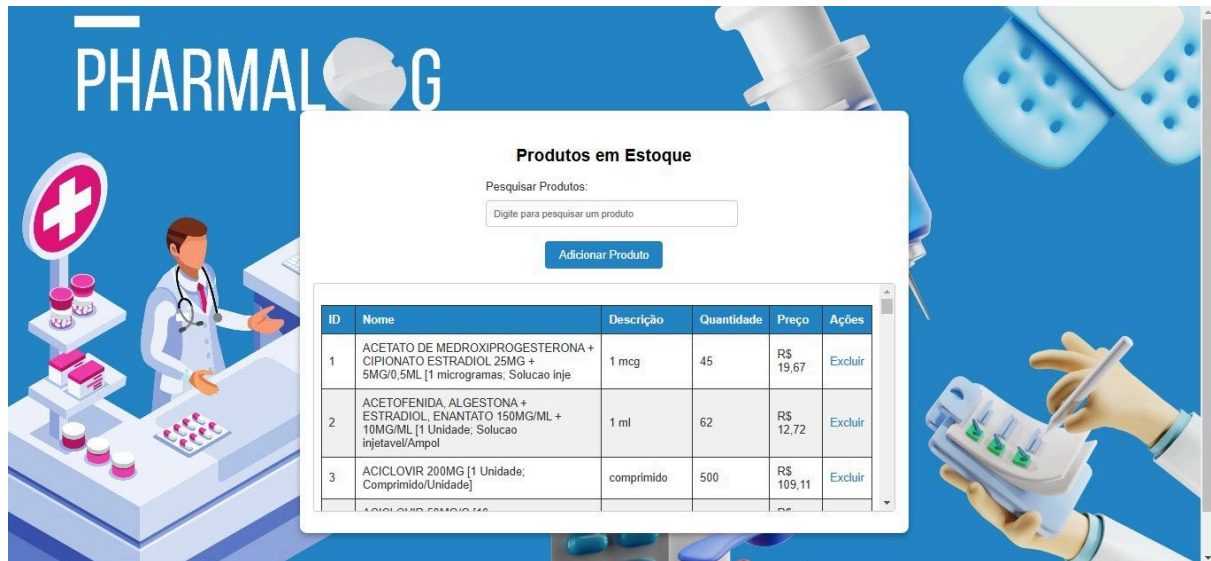 PHARMALOG
Produtos em Estoque
Pesquisar Produtos:
Digite para pesquisar um produto
Adicionar Produto
ID Nome Descrição Quantidade Preço Ações
1 ACETATO DE MEDROXIPROGESTERONA + CIPIONATO ESTRADIOL 25MG + 5MG/0,5ML [1 microgramas; Solucao inje 1 mcg 45 R$ 19,67 Excluir
2 ACETOFENIDA, ALGESTONA + ESTRADIOL, ENANTATO 150MG/ML + 10MG/ML [1 Unidade; Solucao injetavel/Ampol 1 ml 62 R$ 12,72 Excluir
3 ACICLOVIR 200MG [1 Unidade; Comprimido/Unidade] comprimido 500 R$ 109,11 Excluir